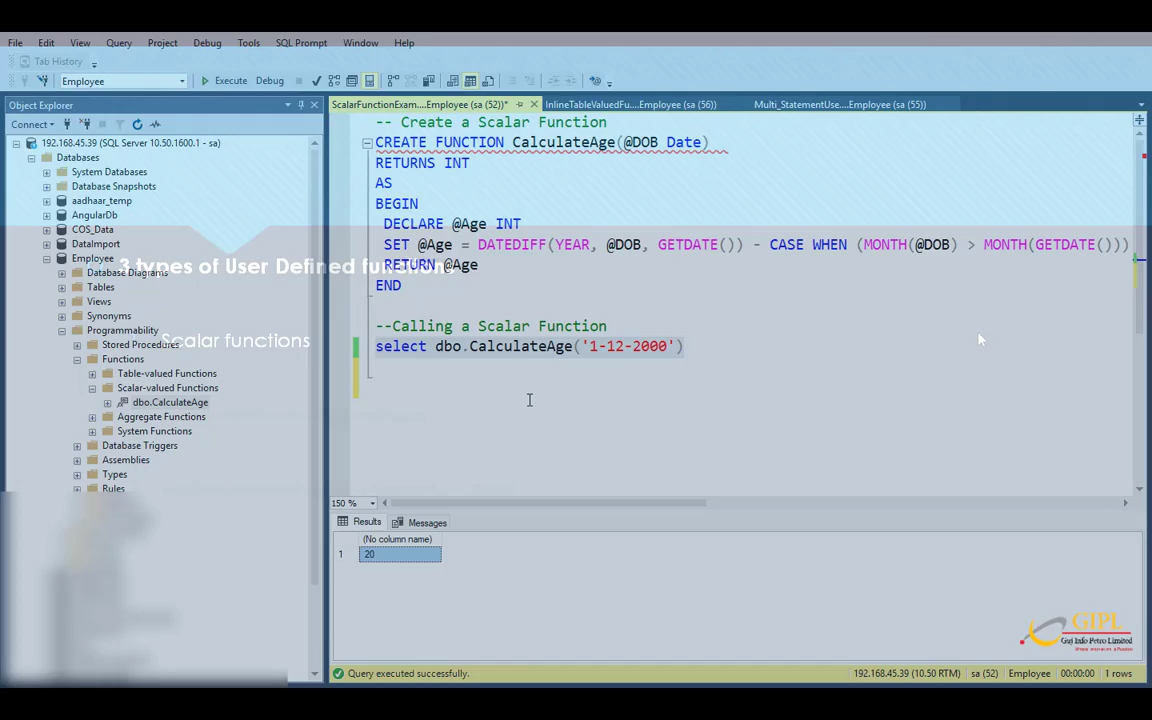 File Edit View Query Project Debug Tools SQL Prompt Window Help
Tab History
Employee Execute Debug
Object Explorer
ScalarFunctionExam....Employee (sa (52))* InlineTableValuedFu....Employee (sa (56)) Multi_StatementUse....Employee (sa (55))
Connect
192.168.45.39 (SQL Server 10.50.1600.1 - sa)
Databases
System Databases
Database Snapshots
aadhaar_temp
AngularDb
COS_Data
DataImport
Employee
Database Diagrams
Tables
Views
Synonyms
Programmability
Stored Procedures
Functions
Table-valued Functions
Scalar-valued Functions
dbo.CalculateAge
Aggregate Functions
System Functions
Database Triggers
Assemblies
Types
Rules
3 types of User Defined functions
Scalar functions
-- Create a Scalar Function
CREATE FUNCTION CalculateAge(@DOB Date)
RETURNS INT
AS
BEGIN
DECLARE @Age INT
SET @Age = DATEDIFF(YEAR, @DOB, GETDATE()) - CASE WHEN (MONTH(@DOB) > MONTH(GETDATE()))
RETURN @Age
END
--Calling a Scalar Function
select dbo.CalculateAge('1-12-2000')
150 %
Results Messages
(No column name)
1 20
GIPL
Guj Info Petro Limited
Query executed successfully. 192.168.45.39 (10.50 RTM) sa (52) Employee 00:00:00 1 rows